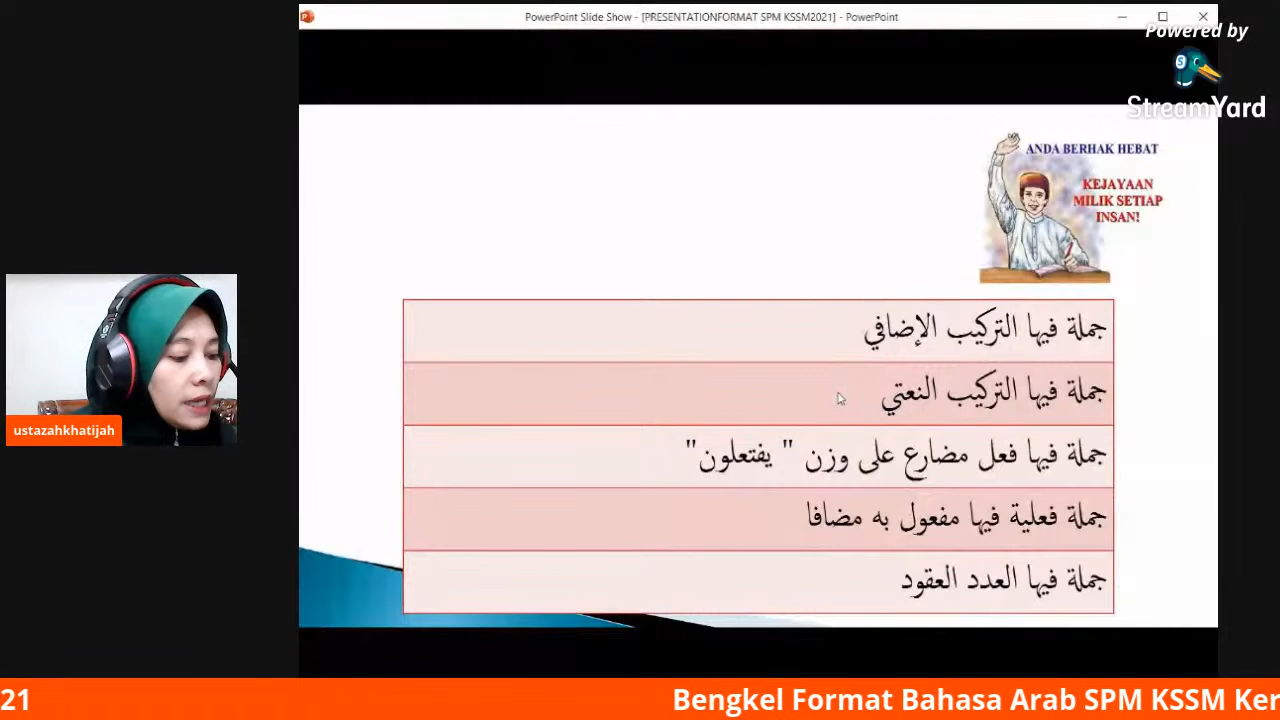 PowerPoint Slide Show - [PRESENTATIONFORMAT SPM KSSM2021] - PowerPoint
Powered by
StreamYard
ANDA BERHAK HEBAT
KEJAYAAN
MILIK SETIAP
INSAN!
جملة فيها التركيب الإضافي
جملة فيها التركيب النعتي
جملة فيها فعل مضارع على وزن " يفتعلون"
جملة فعلية فيها مفعول به مضافا
جملة فيها العدد العقود
ustazahkhatijah
21
Bengkel Format Bahasa Arab SPM KSSM Ker